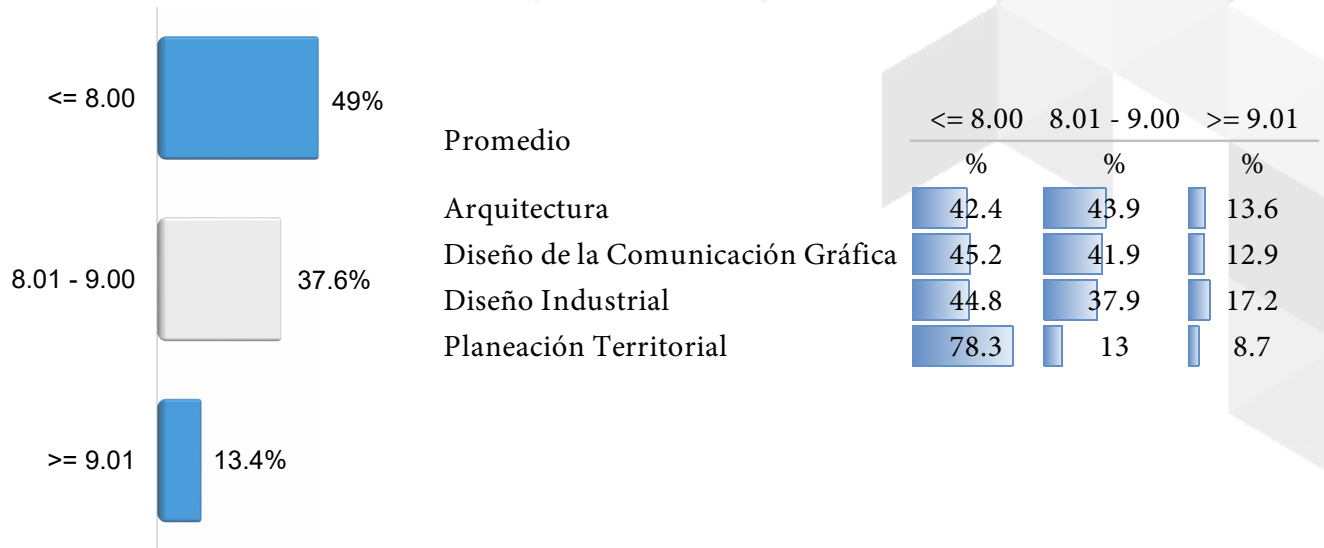 <= 8.00 49%
8.01 - 9.00 37.6%
>= 9.01 13.4%
Promedio <= 8.00 8.01 - 9.00 >= 9.01
% % %
Arquitectura 42.4 43.9 13.6
Diseño de la Comunicación Gráfica 45.2 41.9 12.9
Diseño Industrial 44.8 37.9 17.2
Planeación Territorial 78.3 13 8.7